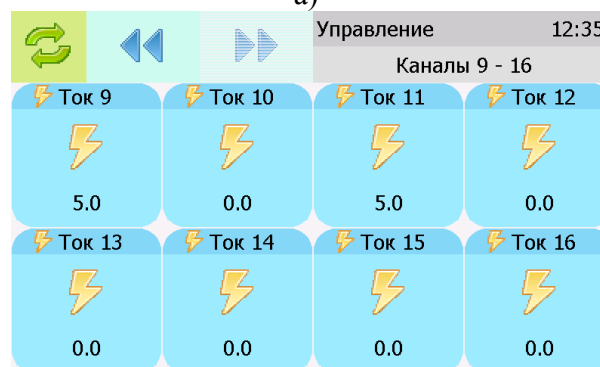 а)
Управление 12:35
Каналы 9 - 16
Ток 9 Ток 10 Ток 11 Ток 12
5.0 0.0 5.0 0.0
Ток 13 Ток 14 Ток 15 Ток 16
0.0 0.0 0.0 0.0